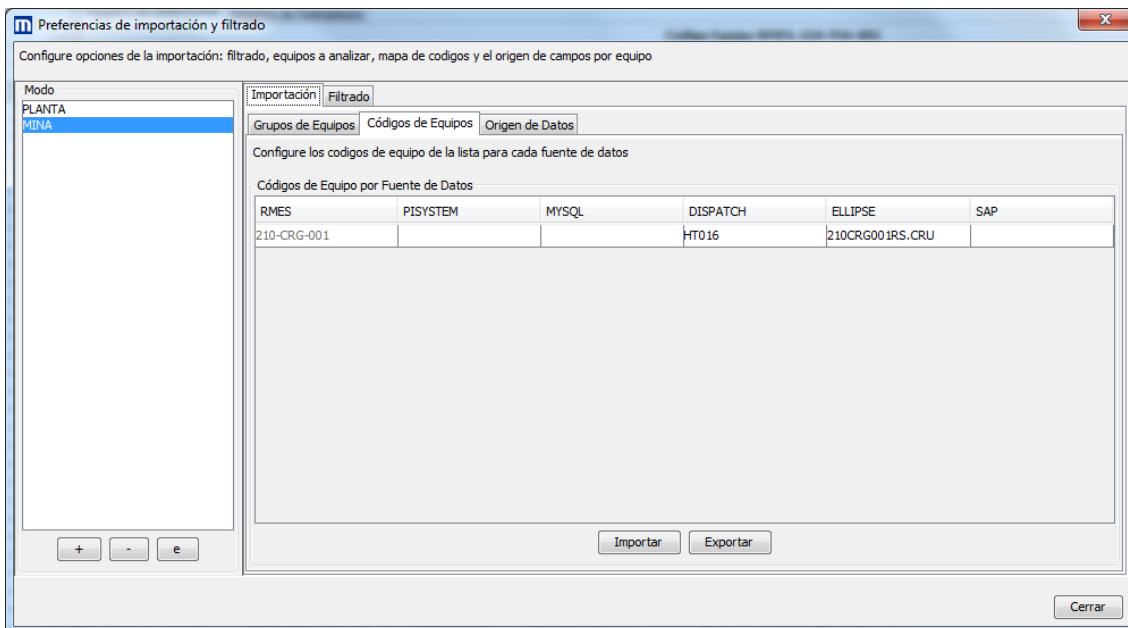 m Preferencias de importación y filtrado
x
Configure opciones de la importación: filtrado, equipos a analizar, mapa de codigos y el origen de campos por equipo
Modo
PLANTA
MINA
+ - e
Importación Filtrado
Grupos de Equipos Códigos de Equipos Origen de Datos
Configure los codigos de equipo de la lista para cada fuente de datos
Códigos de Equipo por Fuente de Datos
RMES PISYSTEM MYSQL DISPATCH ELLIPSE SAP
210-CRG-001 HT016 210CRG001RS.CRU
Importar Exportar
Cerrar